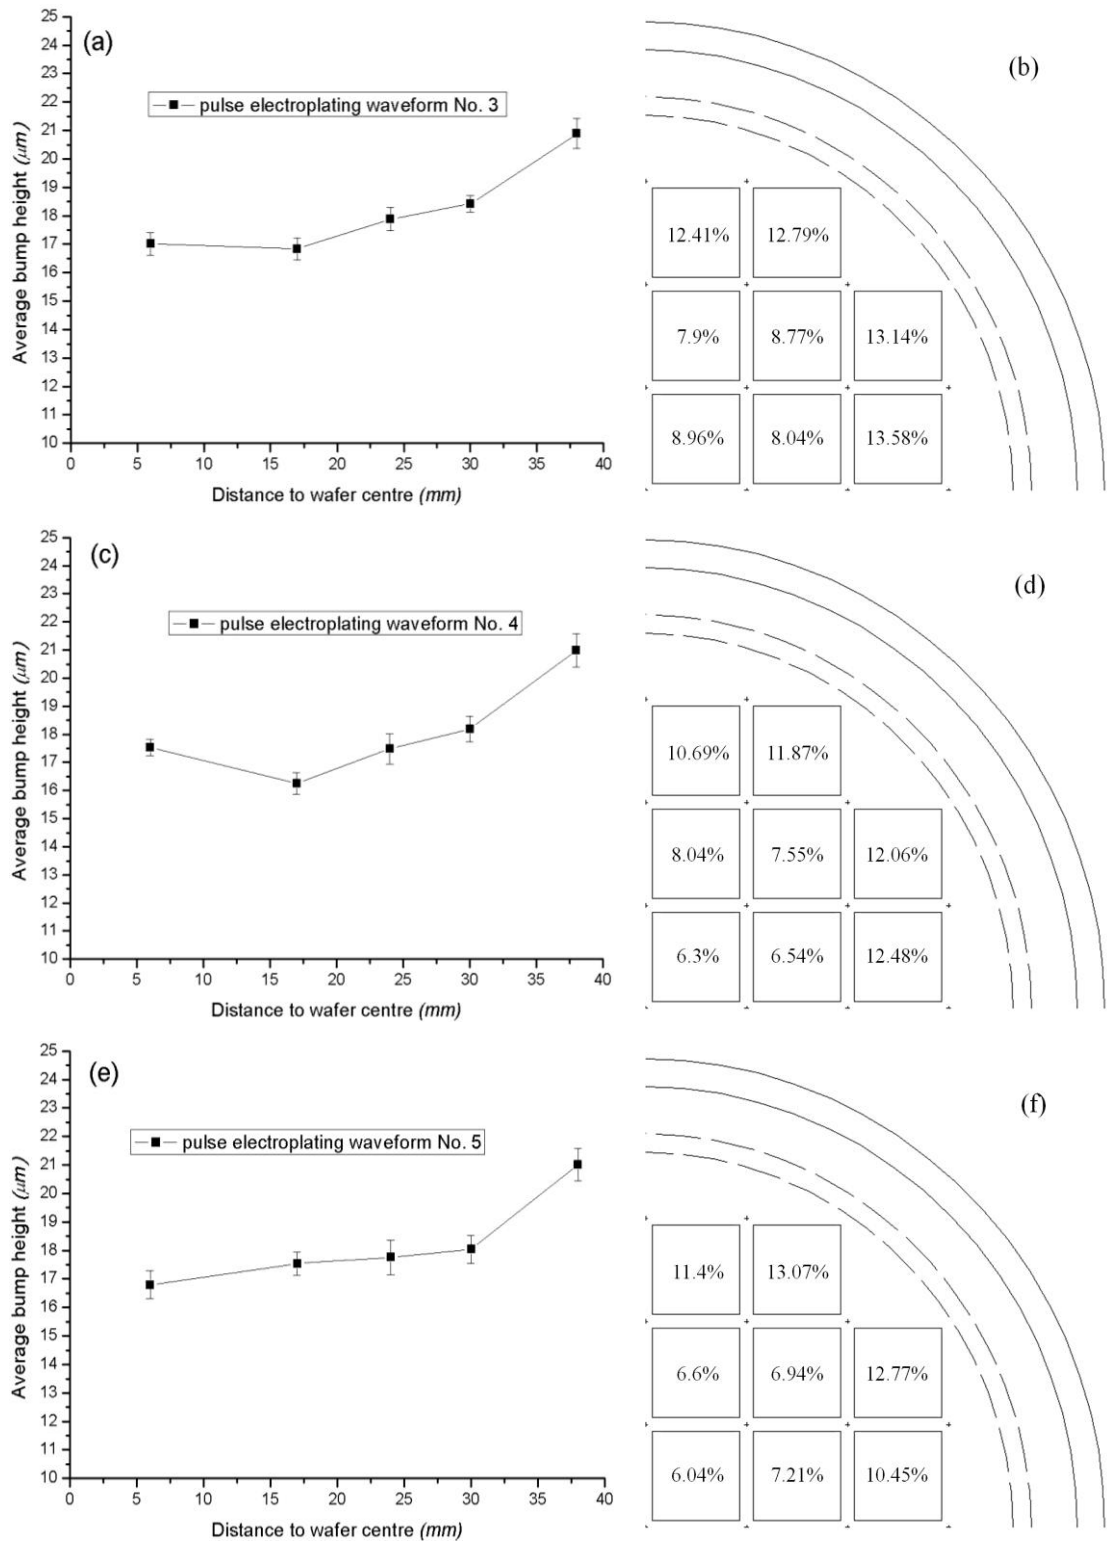 (a)
pulse electroplating waveform No. 3
Average bump height (μm)
25
24
23
22
21
20
19
18
17
16
15
14
13
12
11
10
0 5 10 15 20 25 30 35 40
Distance to wafer centre (mm)
(b)
12.41% 12.79%
7.9% 8.77% 13.14%
8.96% 8.04% 13.58%
(c)
pulse electroplating waveform No. 4
Average bump height (μm)
25
24
23
22
21
20
19
18
17
16
15
14
13
12
11
10
0 5 10 15 20 25 30 35 40
Distance to wafer centre (mm)
(d)
10.69% 11.87%
8.04% 7.55% 12.06%
6.3% 6.54% 12.48%
(e)
pulse electroplating waveform No. 5
Average bump height (μm)
25
24
23
22
21
20
19
18
17
16
15
14
13
12
11
10
0 5 10 15 20 25 30 35 40
Distance to wafer centre (mm)
(f)
11.4% 13.07%
6.6% 6.94% 12.77%
6.04% 7.21% 10.45%